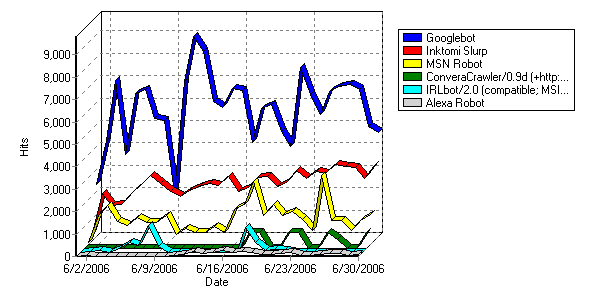 9,000
8,000
7,000
6,000
5,000
4,000
3,000
2,000
1,000
0
Hits
6/2/2006 6/9/2006 6/16/2006 6/23/2006 6/30/2006
Date
Googlebot
Inktomi Slurp
MSN Robot
ConveraCrawler/0.9d (+http:...
IRLbot/2.0 (compatible; MSI...
Alexa Robot